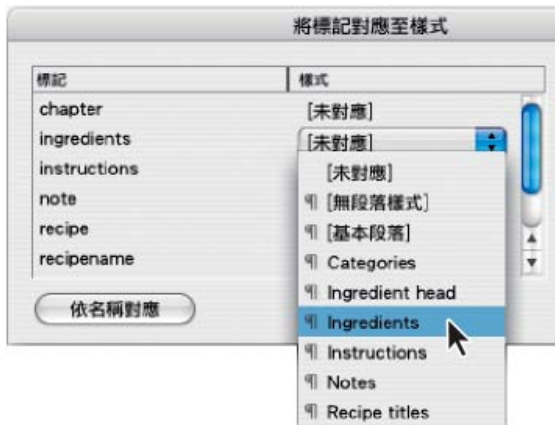 將標記對應至樣式
標記 樣式
chapter [未對應]
ingredients [未對應]
instructions [未對應]
note ¶ [無段落樣式]
recipe ¶ [基本段落]
recipename ¶ Categories
¶ Ingredient head
依名稱對應 ¶ Ingredients
¶ Instructions
¶ Notes
¶ Recipe titles